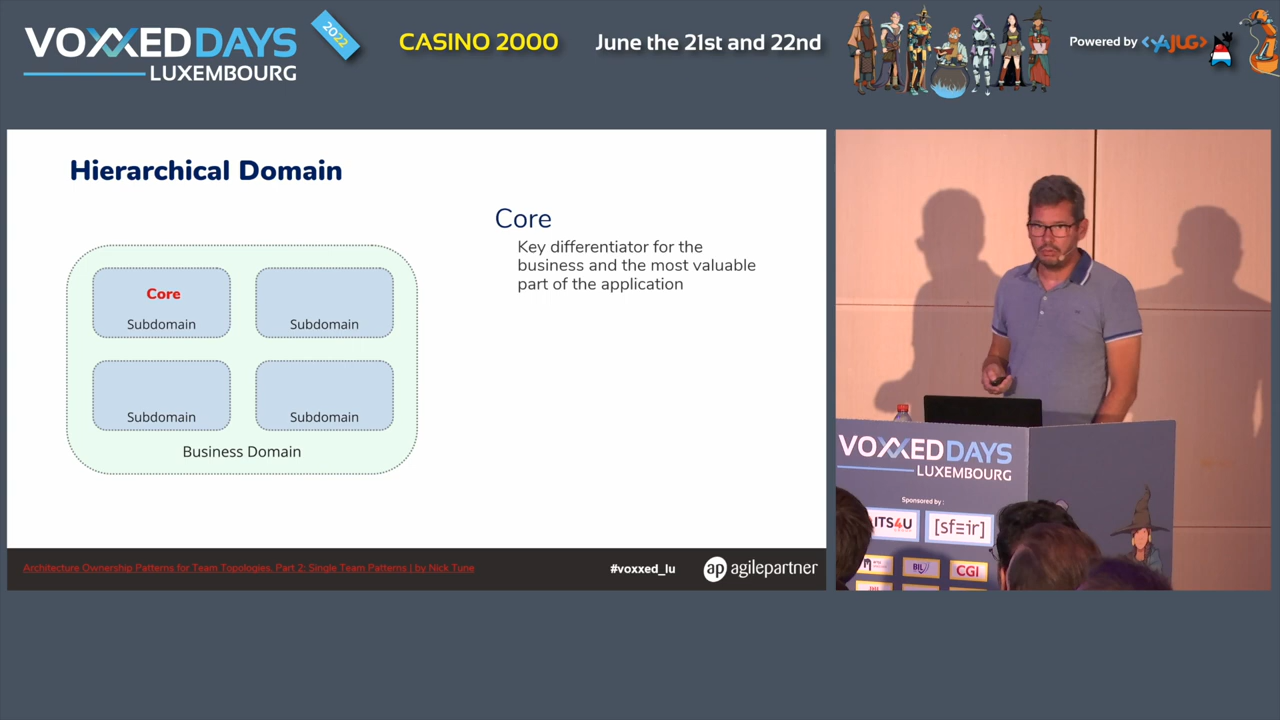 VOXXEDDAYS
LUXEMBOURG
2022
CASINO 2000
June the 21st and 22nd
Powered by <YAJUG>
Hierarchical Domain
Core
Subdomain
Subdomain
Subdomain
Subdomain
Business Domain
Core
Key differentiator for the
business and the most valuable
part of the application
Architecture Ownership Patterns for Team Topologies. Part 2: Single Team Patterns | by Nick Tune
#voxxed_lu
ap agilepartner
VOXXEDDAYS
LUXEMBOURG
Sponsored by :
ITS4U
[sfeir]
BIL
CGI